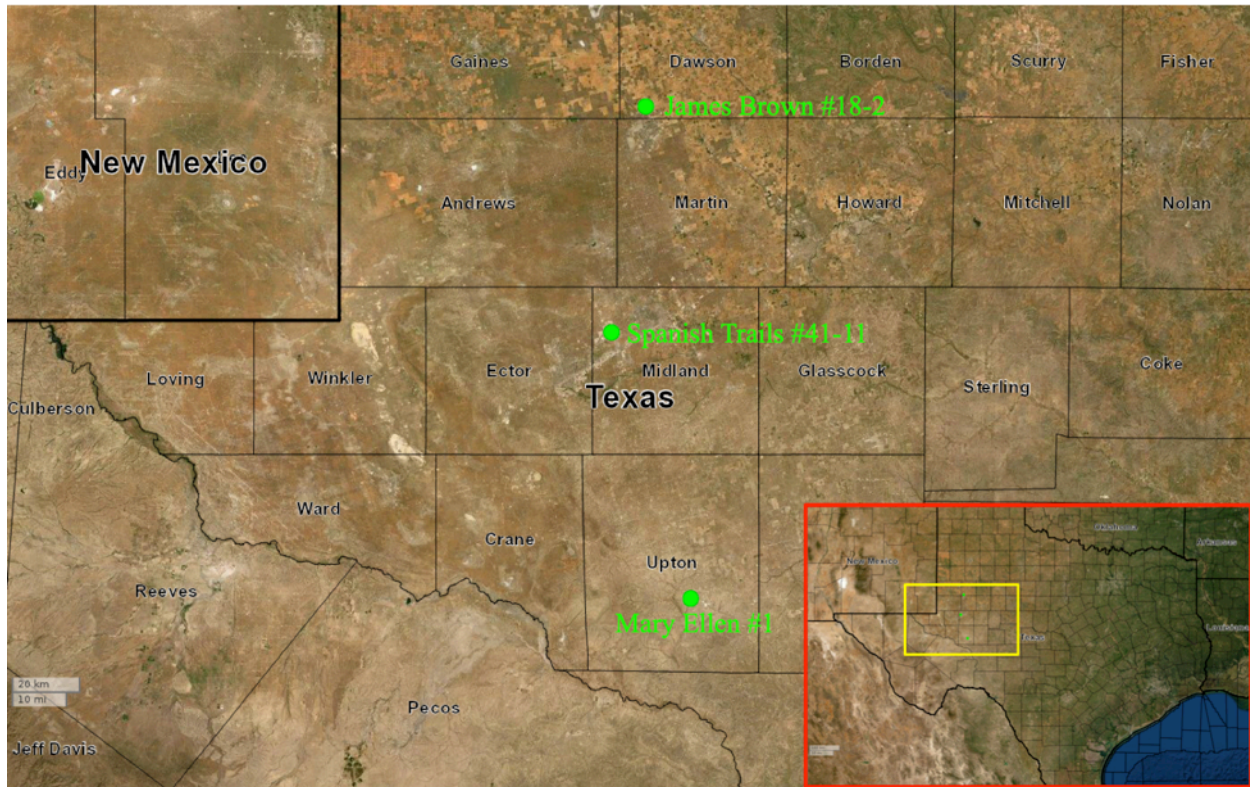 Gaines
Dawson
Borden
Scurry
Fisher
James Brown #18-2
New Mexico
Eddy
Andrews
Martin
Howard
Mitchell
Nolan
Spanish Trails #41-11
Loving
Winkler
Ector
Midland
Glasscock
Sterling
Coke
Texas
Culberson
Ward
Crane
Upton
Reeves
Mary Ellen #1
Pecos
Jeff Davis
20 km
10 mi
Oklahoma
Arkansas
New Mexico
Texas
Louisiana